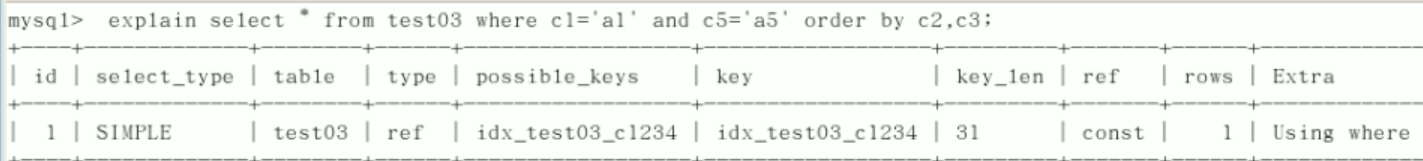 mysql>  explain select * from test03 where c1='a1' and c5='a5' order by c2,c3;
+----+-------------+--------+------+------------------+------------------+---------+-------+------+-------------
| id | select_type | table  | type | possible_keys    | key              | key_len | ref   | rows | Extra
+----+-------------+--------+------+------------------+------------------+---------+-------+------+-------------
|  1 | SIMPLE      | test03 | ref  | idx_test03_c1234 | idx_test03_c1234 | 31      | const |    1 | Using where
+----+-------------+--------+------+------------------+------------------+---------+-------+------+-------------